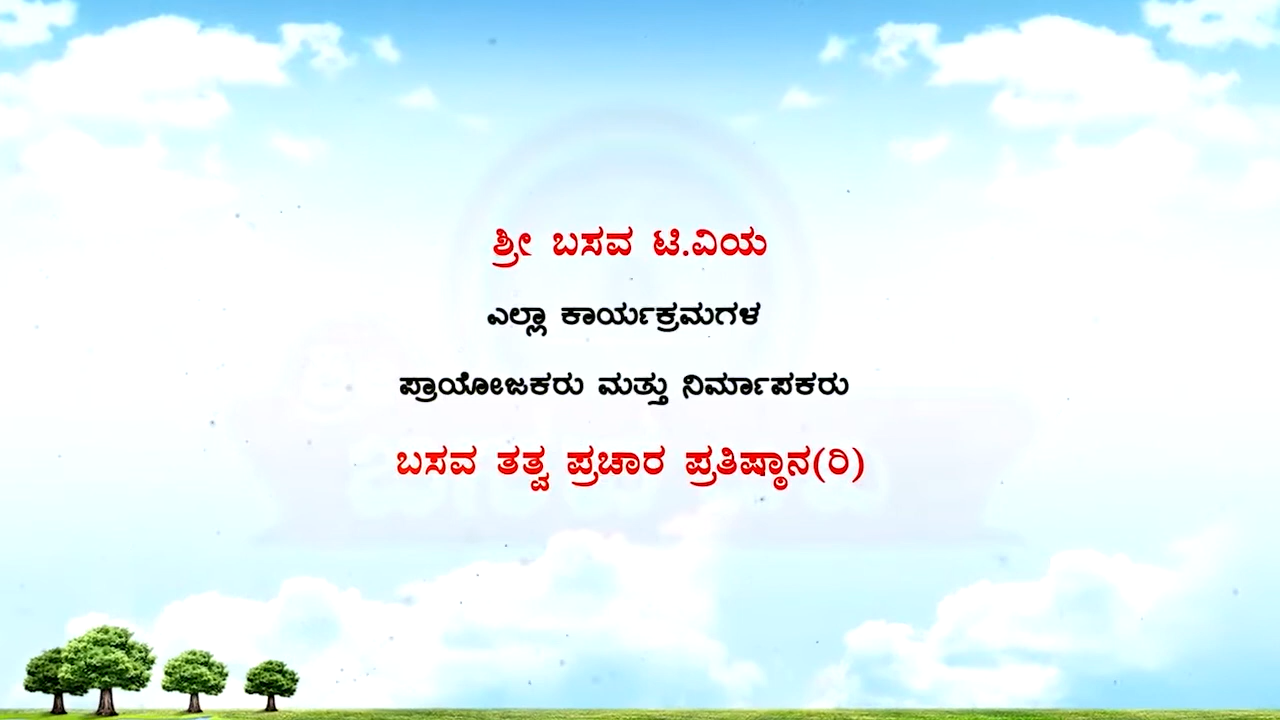 ಶ್ರೀ ಬಸವ ಟಿ.ವಿಯ
ಎಲ್ಲಾ ಕಾರ್ಯಕ್ರಮಗಳ
ಪ್ರಾಯೋಜಕರು ಮತ್ತು ನಿರ್ಮಾಪಕರು
ಬಸವ ತತ್ವ ಪ್ರಚಾರ ಪ್ರತಿಷ್ಠಾನ(ರಿ)